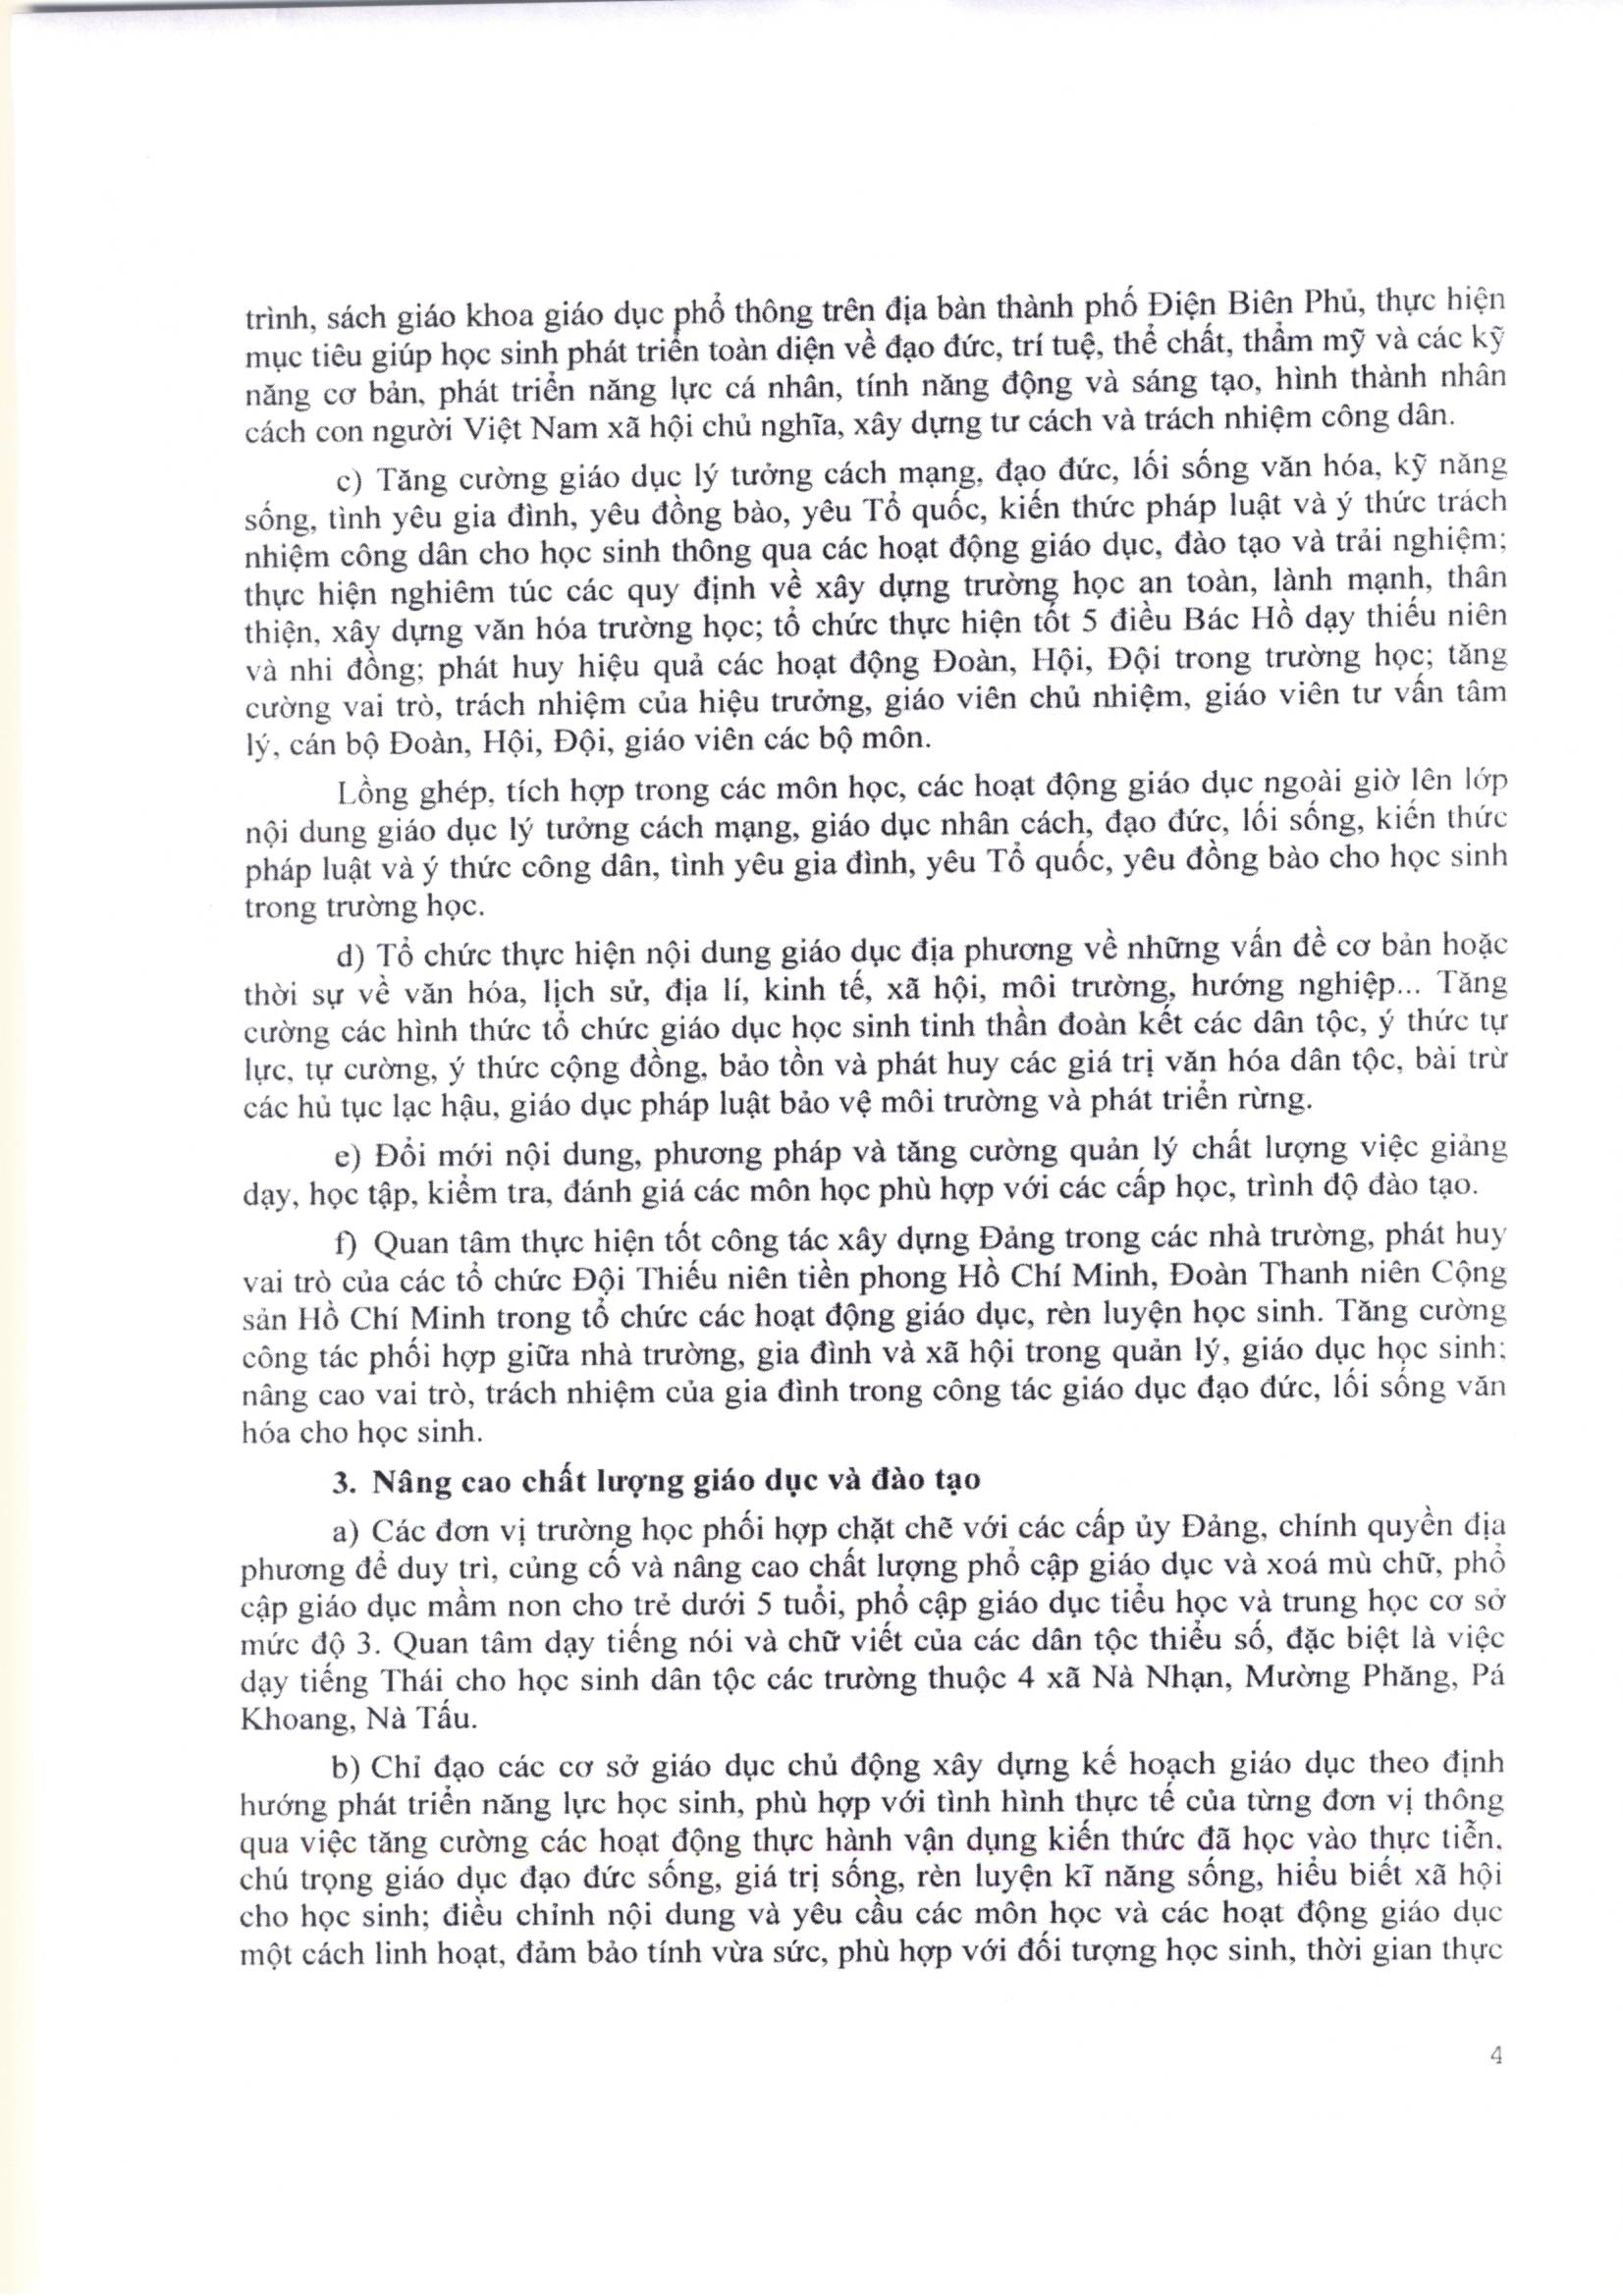 trình, sách giáo khoa giáo dục phổ thông trên địa bàn thành phố Điện Biên Phủ, thực hiện
mục tiêu giúp học sinh phát triển toàn diện về đạo đức, trí tuệ, thể chất, thẩm mỹ và các kỹ
năng cơ bản, phát triển năng lực cá nhân, tính năng động và sáng tạo, hình thành nhân
cách con người Việt Nam xã hội chủ nghĩa, xây dựng tư cách và trách nhiệm công dân.
c) Tăng cường giáo dục lý tưởng cách mạng, đạo đức, lối sống văn hóa, kỹ năng
sống, tình yêu gia đình, yêu đồng bào, yêu Tổ quốc, kiến thức pháp luật và ý thức trách
nhiệm công dân cho học sinh thông qua các hoạt động giáo dục, đào tạo và trải nghiệm;
thực hiện nghiêm túc các quy định về xây dựng trường học an toàn, lành mạnh, thân
thiện, xây dựng văn hóa trường học; tổ chức thực hiện tốt 5 điều Bác Hồ dạy thiếu niên
và nhi đồng; phát huy hiệu quả các hoạt động Đoàn, Hội, Đội trong trường học; tăng
cường vai trò, trách nhiệm của hiệu trưởng, giáo viên chủ nhiệm, giáo viên tư vấn tâm
lý, cán bộ Đoàn, Hội, Đội, giáo viên các bộ môn.
Lồng ghép, tích hợp trong các môn học, các hoạt động giáo dục ngoài giờ lên lớp
nội dung giáo dục lý tưởng cách mạng, giáo dục nhân cách, đạo đức, lối sống, kiến thức
pháp luật và ý thức công dân, tình yêu gia đình, yêu Tổ quốc, yêu đồng bào cho học sinh
trong trường học.
d) Tổ chức thực hiện nội dung giáo dục địa phương về những vấn đề cơ bản hoặc
thời sự về văn hóa, lịch sử, địa lí, kinh tế, xã hội, môi trường, hướng nghiệp... Tăng
cường các hình thức tổ chức giáo dục học sinh tinh thần đoàn kết các dân tộc, ý thức tự
lực, tự cường, ý thức cộng đồng, bảo tồn và phát huy các giá trị văn hóa dân tộc, bài trừ
các hủ tục lạc hậu, giáo dục pháp luật bảo vệ môi trường và phát triển rừng.
e) Đổi mới nội dung, phương pháp và tăng cường quản lý chất lượng việc giảng
dạy, học tập, kiểm tra, đánh giá các môn học phù hợp với các cấp học, trình độ đào tạo.
f) Quan tâm thực hiện tốt công tác xây dựng Đảng trong các nhà trường, phát huy
vai trò của các tổ chức Đội Thiếu niên tiền phong Hồ Chí Minh, Đoàn Thanh niên Cộng
sản Hồ Chí Minh trong tổ chức các hoạt động giáo dục, rèn luyện học sinh. Tăng cường
công tác phối hợp giữa nhà trường, gia đình và xã hội trong quản lý, giáo dục học sinh;
nâng cao vai trò, trách nhiệm của gia đình trong công tác giáo dục đạo đức, lối sống văn
hóa cho học sinh.
3. Nâng cao chất lượng giáo dục và đào tạo
a) Các đơn vị trường học phối hợp chặt chẽ với các cấp ủy Đảng, chính quyền địa
phương để duy trì, củng cố và nâng cao chất lượng phổ cập giáo dục và xoá mù chữ, phổ
cập giáo dục mầm non cho trẻ dưới 5 tuổi, phổ cập giáo dục tiểu học và trung học cơ sở
mức độ 3. Quan tâm dạy tiếng nói và chữ viết của các dân tộc thiểu số, đặc biệt là việc
dạy tiếng Thái cho học sinh dân tộc các trường thuộc 4 xã Nà Nhạn, Mường Phăng, Pá
Khoang, Nà Tấu.
b) Chỉ đạo các cơ sở giáo dục chủ động xây dựng kế hoạch giáo dục theo định
hướng phát triển năng lực học sinh, phù hợp với tình hình thực tế của từng đơn vị thông
qua việc tăng cường các hoạt động thực hành vận dụng kiến thức đã học vào thực tiễn,
chú trọng giáo dục đạo đức sống, giá trị sống, rèn luyện kĩ năng sống, hiểu biết xã hội
cho học sinh; điều chỉnh nội dung và yêu cầu các môn học và các hoạt động giáo dục
một cách linh hoạt, đảm bảo tính vừa sức, phù hợp với đối tượng học sinh, thời gian thực
4